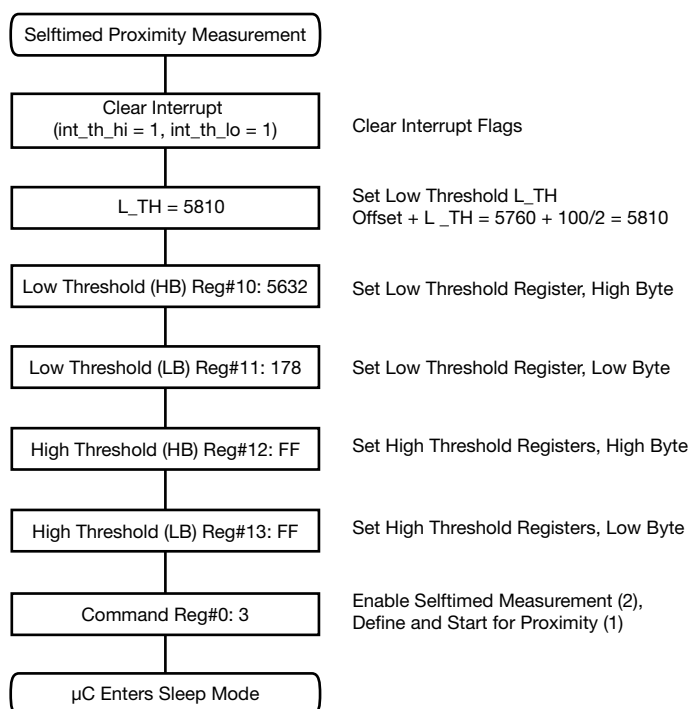 Selftimed Proximity Measurement
Clear Interrupt
(int_th_hi = 1, int_th_lo = 1)
Clear Interrupt Flags
L_TH = 5810
Set Low Threshold L_TH
Offset + L _TH = 5760 + 100/2 = 5810
Low Threshold (HB) Reg#10: 5632
Set Low Threshold Register, High Byte
Low Threshold (LB) Reg#11: 178
Set Low Threshold Register, Low Byte
High Threshold (HB) Reg#12: FF
Set High Threshold Registers, High Byte
High Threshold (LB) Reg#13: FF
Set High Threshold Registers, Low Byte
Command Reg#0: 3
Enable Selftimed Measurement (2),
Define and Start for Proximity (1)
µC Enters Sleep Mode